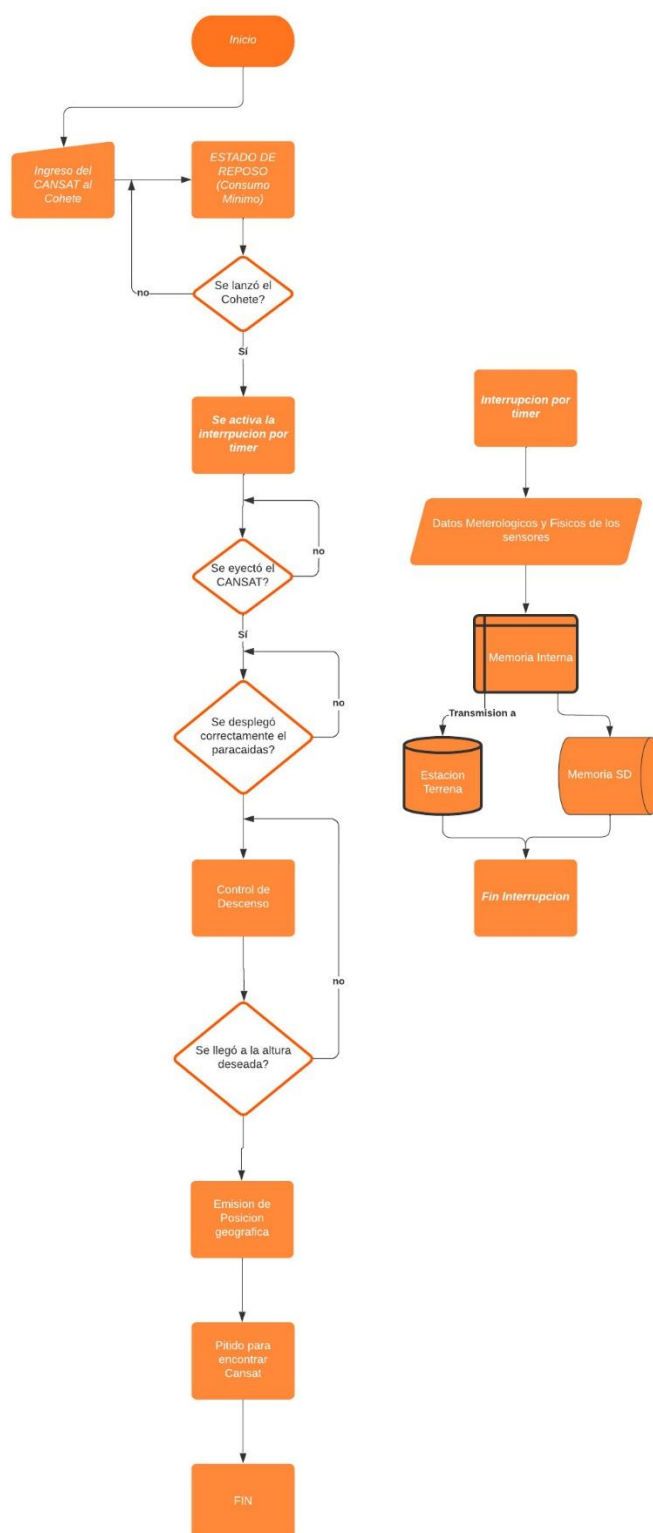 Inicio
Ingreso del
CANSAT al
Cohete
ESTADO DE
REPOSO
(Consumo
Minimo)
Se lanzó el
Cohete?
no
Sí
Se activa la
interrpucion por
timer
Se eyectó el
CANSAT?
no
Sí
Se desplegó
correctamente el
paracaidas?
no
Control de
Descenso
no
Se llegó a la altura
deseada?
Emision de
Posicion
geografica
Pitido para
encontrar
Cansat
FIN
Interrupcion por
timer
Datos Meterologicos y Fisicos de los
sensores
Memoria Interna
Transmision a
Estacion
Terrena
Memoria SD
Fin Interrupcion